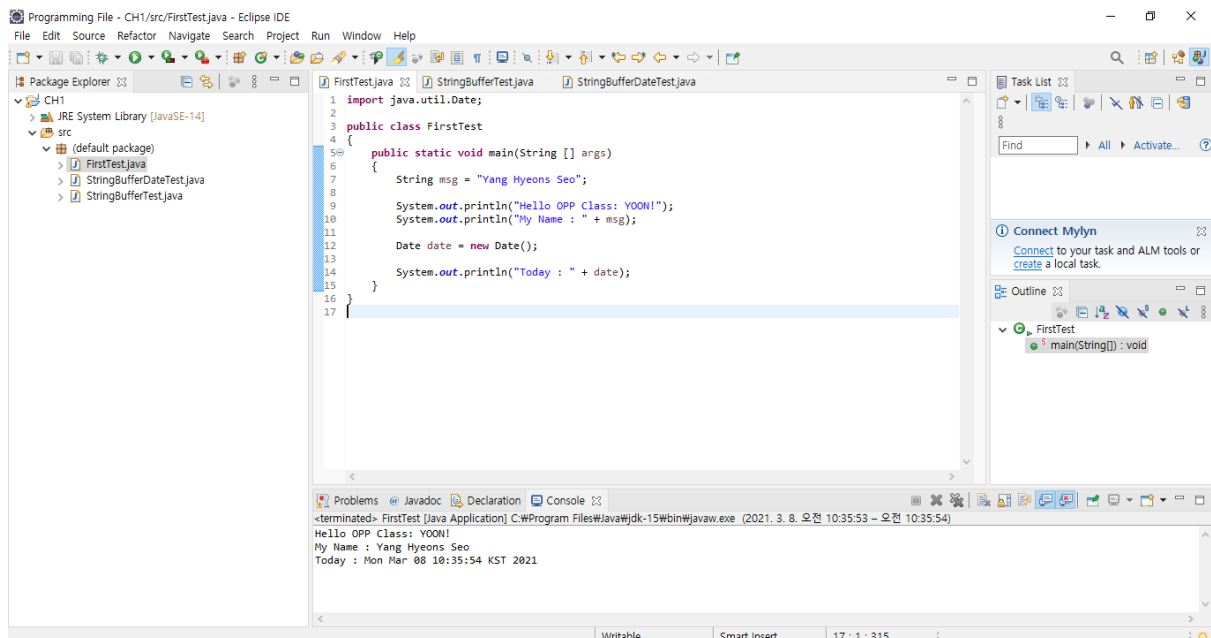 Programming File - CH1/src/FirstTest.java - Eclipse IDE
File Edit Source Refactor Navigate Search Project Run Window Help
Package Explorer
CH1
JRE System Library [JavaSE-14]
src
(default package)
FirstTest.java
StringBufferDateTest.java
StringBufferTest.java
FirstTest.java StringBufferTest.java StringBufferDateTest.java
1 import java.util.Date;
2
3 public class FirstTest
4 {
5 public static void main(String [] args)
6 {
7 String msg = "Yang Hyeons Seo";
8
9 System.out.println("Hello OPP Class: YOON!");
10 System.out.println("My Name : " + msg);
11
12 Date date = new Date();
13
14 System.out.println("Today : " + date);
15 }
16 }
17
Task List
Find All Activate...
Connect Mylyn
Connect to your task and ALM tools or
create a local task.
Outline
FirstTest
main(String[]) : void
Problems Javadoc Declaration Console
<terminated> FirstTest [Java Application] C:₩Program Files₩Java₩jdk-15₩bin₩javaw.exe (2021. 3. 8. 오전 10:35:53 – 오전 10:35:54)
Hello OPP Class: YOON!
My Name : Yang Hyeons Seo
Today : Mon Mar 08 10:35:54 KST 2021
Writable Smart Insert 17 : 1 : 315